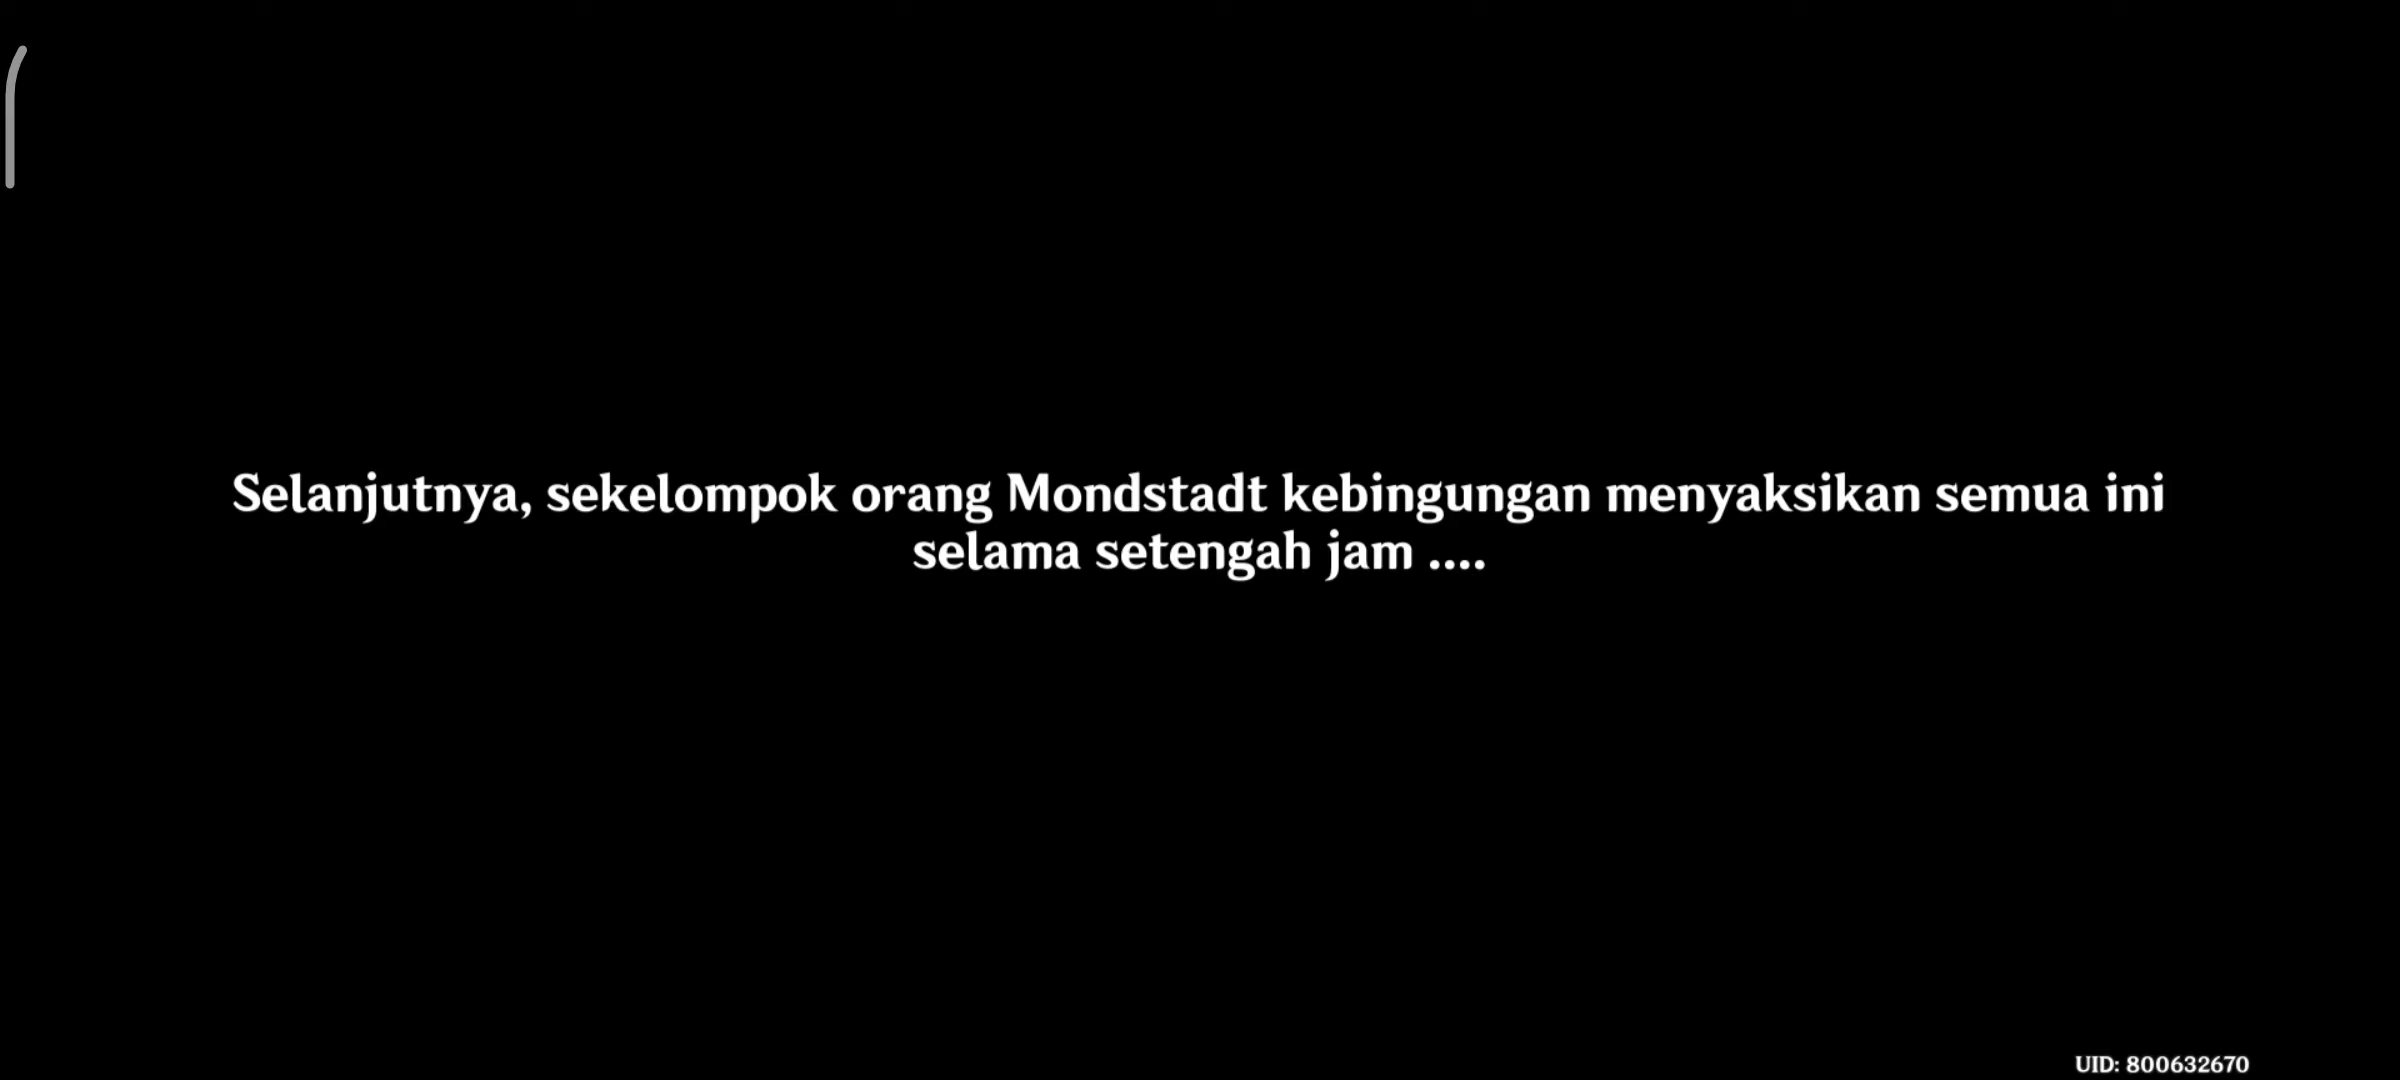 Selanjutnya, sekelompok orang Mondstadt kebingungan menyaksikan semua ini
selama setengah jam ....
UID: 800632670